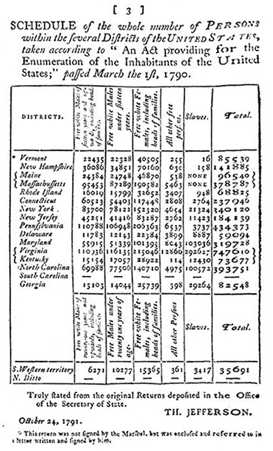 [ 3 ]
SCHEDULE of the whole number of PERSONS
within the several Districts of the UNITED STATES,
taken according to “ An Act providing for the
Enumeration of the Inhabitants of the United
States;” passed March the 1st, 1790.
DISTRICTS. Free white Males of sixteen years and upwards, including heads of families. Free white Males under sixteen years. Free white Females, including heads of families. All other free persons. Slaves. Total.
* Vermont 22435 22328 40505 255 16 85539
New Hampshire 36086 34851 70160 630 158 141885
Maine 24384 24748 46870 538 NONE 96540
Massachusetts 95453 87289 190582 5463 NONE 378787
Rhode Island 16019 15799 32652 3407 948 68825
Connecticut 60523 54403 117448 2808 2764 237946
New York 83700 78122 152320 4654 21324 340120
New Jersey 45251 41416 83287 2762 11423 184139
Pennsylvania 110788 106948 206363 6537 3737 434373
Delaware 11783 12143 22384 3899 8887 59094
Maryland 55915 51339 101395 8043 103036 319728
Virginia 110936 116135 215046 12866 292627 747610
Kentucky 15154 17057 28922 114 12430 73677
North Carolina 69988 77506 140710 4975 100572 393751
South Carolina
Georgia 13103 14044 25739 398 29264 82548
Free white Males of twenty-one years and upwards, including heads of families. Free Males under twenty-one years of age. Free white Females, including heads of families. All other Persons Slaves. Total.
S.Western territory 6271 10277 15365 361 3417 35691
N. Ditto
Truly stated from the original Returns deposited in the Office
of the Secretary of State.
TH. JEFFERSON.
October 24, 1791.
* This return was not signed by the Marshal, but was enclosed and referred to in
a letter written and signed by him.